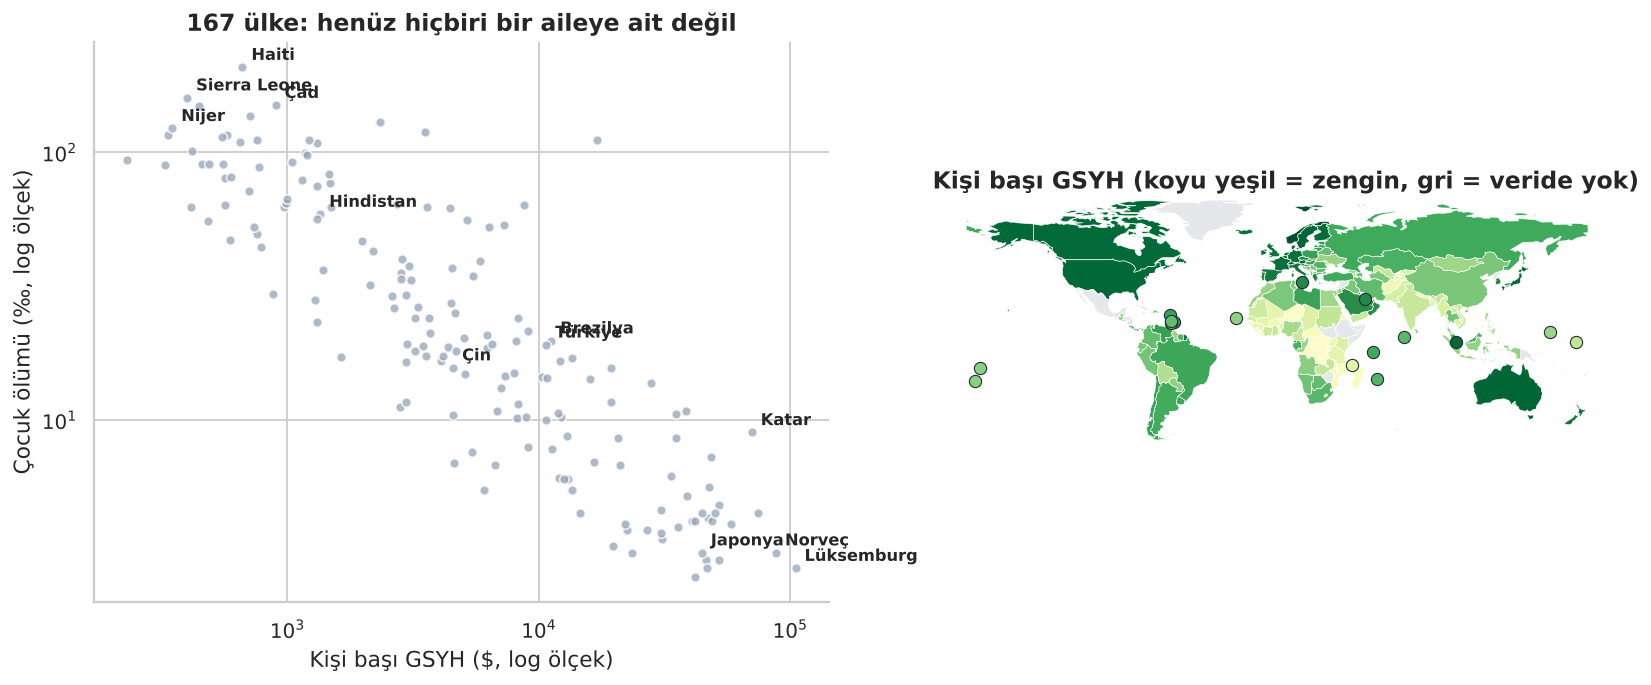 167 ülke: henüz hiçbiri bir aileye ait değil
Haiti
Sierra Leone
Çad
Nijer
Hindistan
Brezilya
Türkiye
Çin
Katar
Japonya
Norveç
Lüksemburg
10²
10¹
10³
10⁴
10⁵
Çocuk ölümü (‰, log ölçek)
Kişi başı GSYH ($, log ölçek)
Kişi başı GSYH (koyu yeşil = zengin, gri = veride yok)